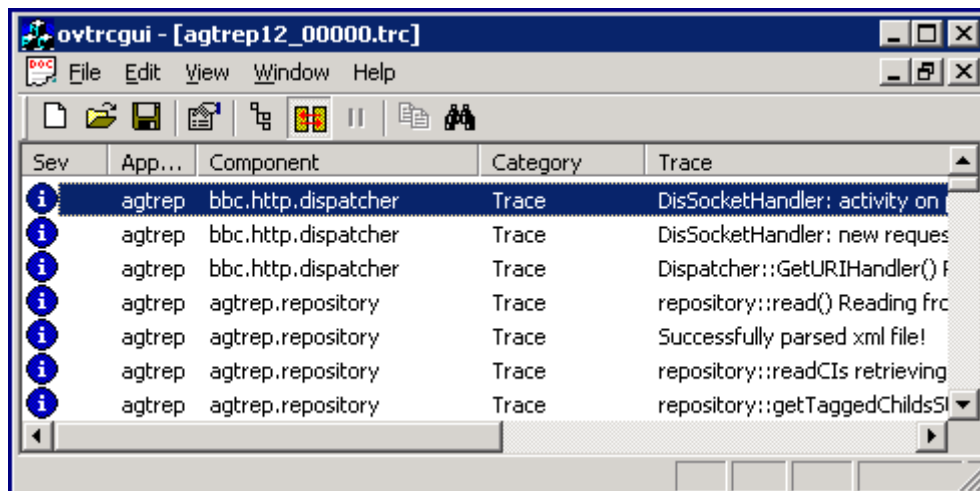 ovtrcgui - [agtrep12_00000.trc]
DOC File Edit View Window Help
Sev App... Component Category Trace
i agtrep bbc.http.dispatcher Trace DisSocketHandler: activity on
i agtrep bbc.http.dispatcher Trace DisSocketHandler: new reques
i agtrep bbc.http.dispatcher Trace Dispatcher::GetURIHandler()
i agtrep agtrep.repository Trace repository::read() Reading fro
i agtrep agtrep.repository Trace Successfully parsed xml file!
i agtrep agtrep.repository Trace repository::readCIs retrieving
i agtrep agtrep.repository Trace repository::getTaggedChildsS